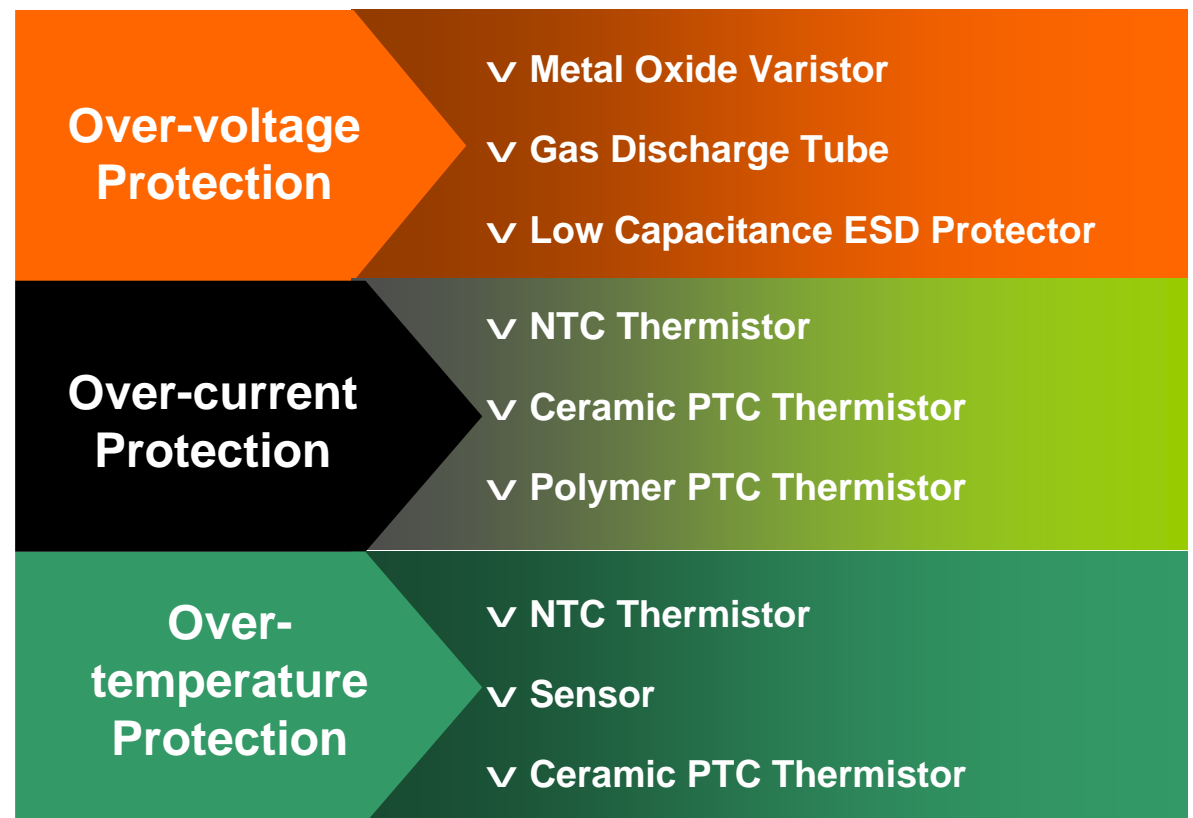 Over-voltage
Protection
v Metal Oxide Varistor
v Gas Discharge Tube
v Low Capacitance ESD Protector
Over-current
Protection
v NTC Thermistor
v Ceramic PTC Thermistor
v Polymer PTC Thermistor
Over-
temperature
Protection
v NTC Thermistor
v Sensor
v Ceramic PTC Thermistor